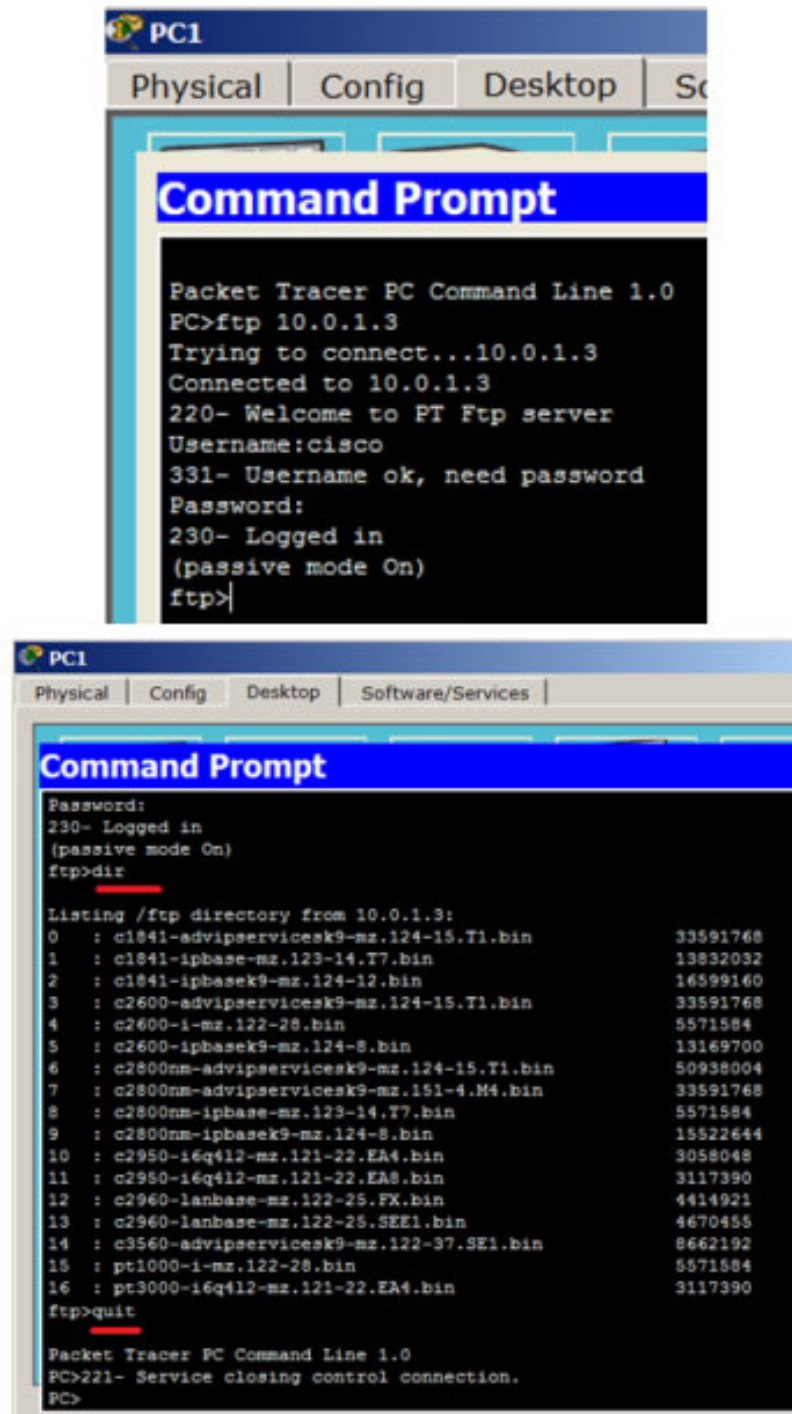 PC1
Physical Config Desktop
Command Prompt
Packet Tracer PC Command Line 1.0
PC>ftp 10.0.1.3
Trying to connect...10.0.1.3
Connected to 10.0.1.3
220- Welcome to PT Ftp server
Username:cisco
331- Username ok, need password
Password:
230- Logged in
(passive mode On)
ftp>
PC1
Physical Config Desktop Software/Services
Command Prompt
Password:
230- Logged in
(passive mode On)
ftp>dir
Listing /ftp directory from 10.0.1.3:
0 : c1841-advipservicesk9-mz.124-15.T1.bin 33591768
1 : c1841-ipbase-mz.123-14.T7.bin 13832032
2 : c1841-ipbasek9-mz.124-12.bin 16599160
3 : c2600-advipservicesk9-mz.124-15.T1.bin 33591768
4 : c2600-i-mz.122-28.bin 5571584
5 : c2600-ipbasek9-mz.124-8.bin 13169700
6 : c2800nm-advipservicesk9-mz.124-15.T1.bin 50938004
7 : c2800nm-advipservicesk9-mz.151-4.M4.bin 33591768
8 : c2800nm-ipbase-mz.123-14.T7.bin 5571584
9 : c2800nm-ipbasek9-mz.124-8.bin 15522644
10 : c2950-i6q4l2-mz.121-22.EA4.bin 3058048
11 : c2950-i6q4l2-mz.121-22.EA8.bin 3117390
12 : c2960-lanbase-mz.122-25.FX.bin 4414921
13 : c2960-lanbase-mz.122-25.SEE1.bin 4670455
14 : c3560-advipservicesk9-mz.122-37.SE1.bin 8662192
15 : pt1000-i-mz.122-28.bin 5571584
16 : pt3000-i6q4l2-mz.121-22.EA4.bin 3117390
ftp>quit
Packet Tracer PC Command Line 1.0
PC>221- Service closing control connection.
PC>